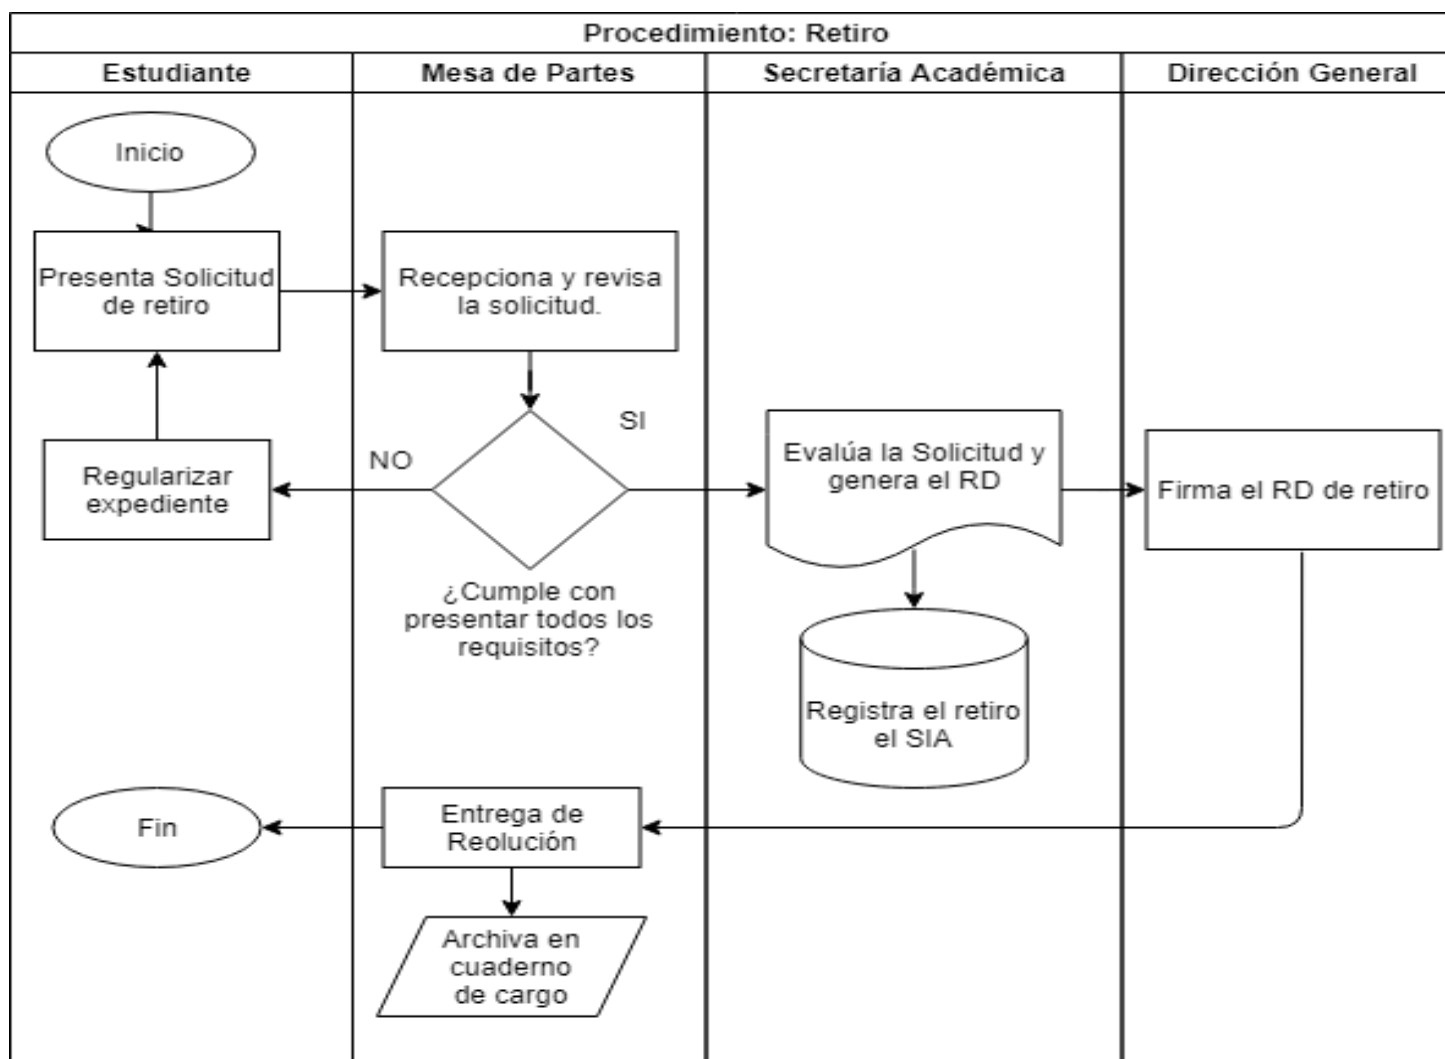 Procedimiento: Retiro
Estudiante
Mesa de Partes
Secretaría Académica
Dirección General
Inicio
Presenta Solicitud
de retiro
Recepciona y revisa
la solicitud.
SI
NO
Regularizar
expediente
¿Cumple con
presentar todos los
requisitos?
Evalúa la Solicitud y
genera el RD
Firma el RD de retiro
Registra el retiro
el SIA
Fin
Entrega de
Reolución
Archiva en
cuaderno
de cargo